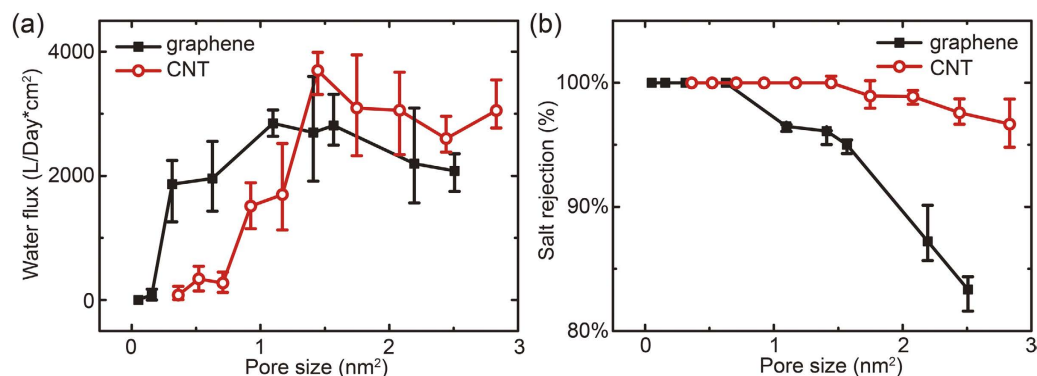 (a)
graphene
CNT
4000
2000
0
Water flux (L/Day*cm²)
0 1 2 3
Pore size (nm²)
(b)
graphene
CNT
100%
90%
80%
Salt rejection (%)
0 1 2 3
Pore size (nm²)